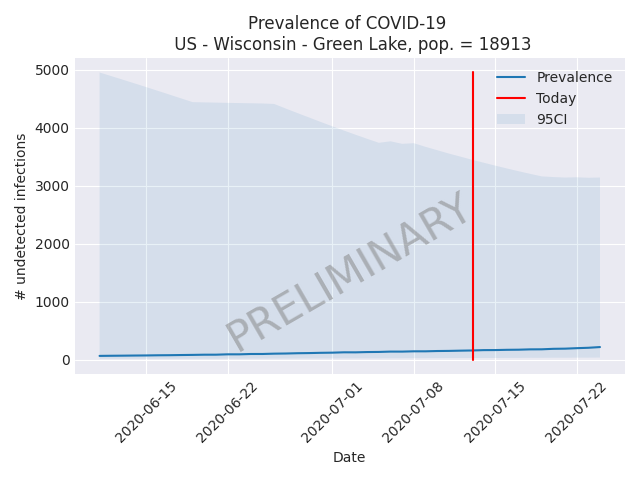 Prevalence of COVID-19
US - Wisconsin - Green Lake, pop. = 18913
5000
4000
3000
2000
1000
0
# undetected infections
Prevalence
Today
95CI
PRELIMINARY
2020-06-15
2020-06-22
2020-07-01
2020-07-08
2020-07-15
2020-07-22
Date